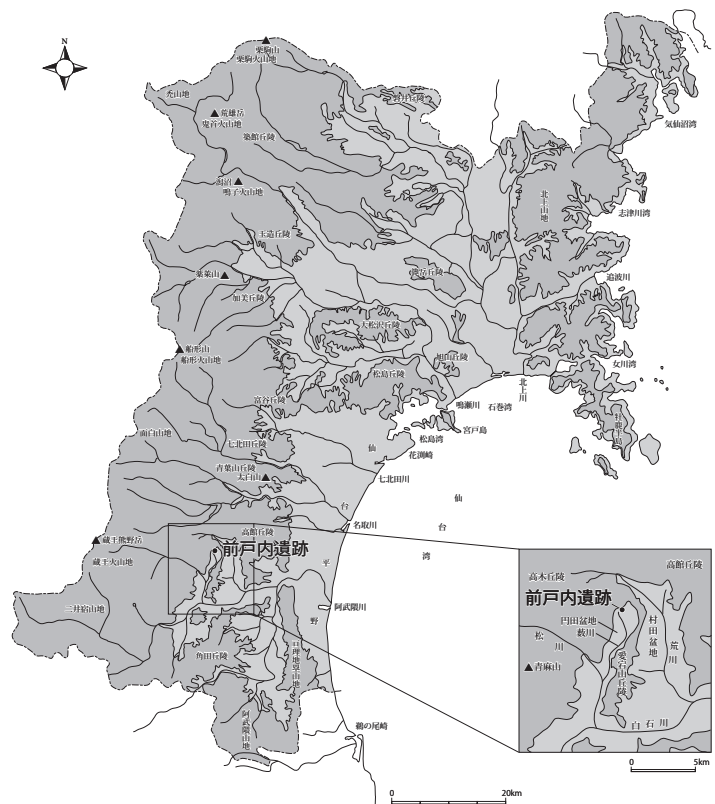 N
栗駒山
栗駒火山地
禿山地
荒雄岳
鬼首火山地
築館丘陵
潟沼
鳴子火山地
玉造丘陵
薬莱山
加美丘陵
船形山
船形火山地
大松沢丘陵
旭山丘陵
松島丘陵
富谷丘陵
七北田丘陵
面白山地
青葉山丘陵
太白山
高館丘陵
前戸内遺跡
蔵王熊野岳
蔵王火山地
二井宿山地
角田丘陵
亘理地塁山地
阿武隈山地
北上山地
気仙沼湾
志津川湾
追波川
女川湾
牡鹿半島
北上川
石巻湾
鳴瀬川
宮戸島
松島湾
花渕崎
七北田川
名取川
阿武隈川
鵜の尾崎
仙台平野
仙台湾
高木丘陵
高館丘陵
前戸内遺跡
円田盆地
藪川
松川
村田盆地
荒川
愛宕山丘陵
青麻山
白石川
0 5km
0 20km